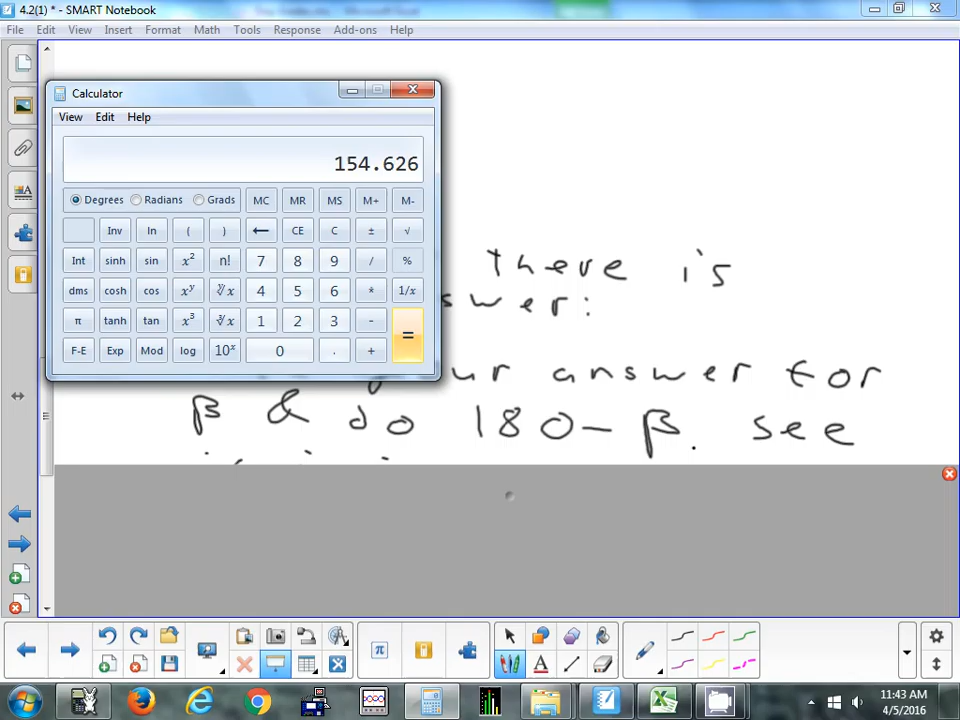 4.2(1) * - SMART Notebook
File Edit View Insert Format Math Tools Response Add-ons Help
Calculator
View Edit Help
154.626
Degrees Radians Grads MC MR MS M+ M-
Inv ln ( ) ← CE C ± √
Int sinh sin x² n! 7 8 9 / %
dms cosh cos xʸ ʸ√x 4 5 6 * 1/x
π tanh tan x³ ³√x 1 2 3 - =
F-E Exp Mod log 10ˣ 0 . +
there is
swer:
your answer for
β & do 180-β. see
11:43 AM
4/5/2016